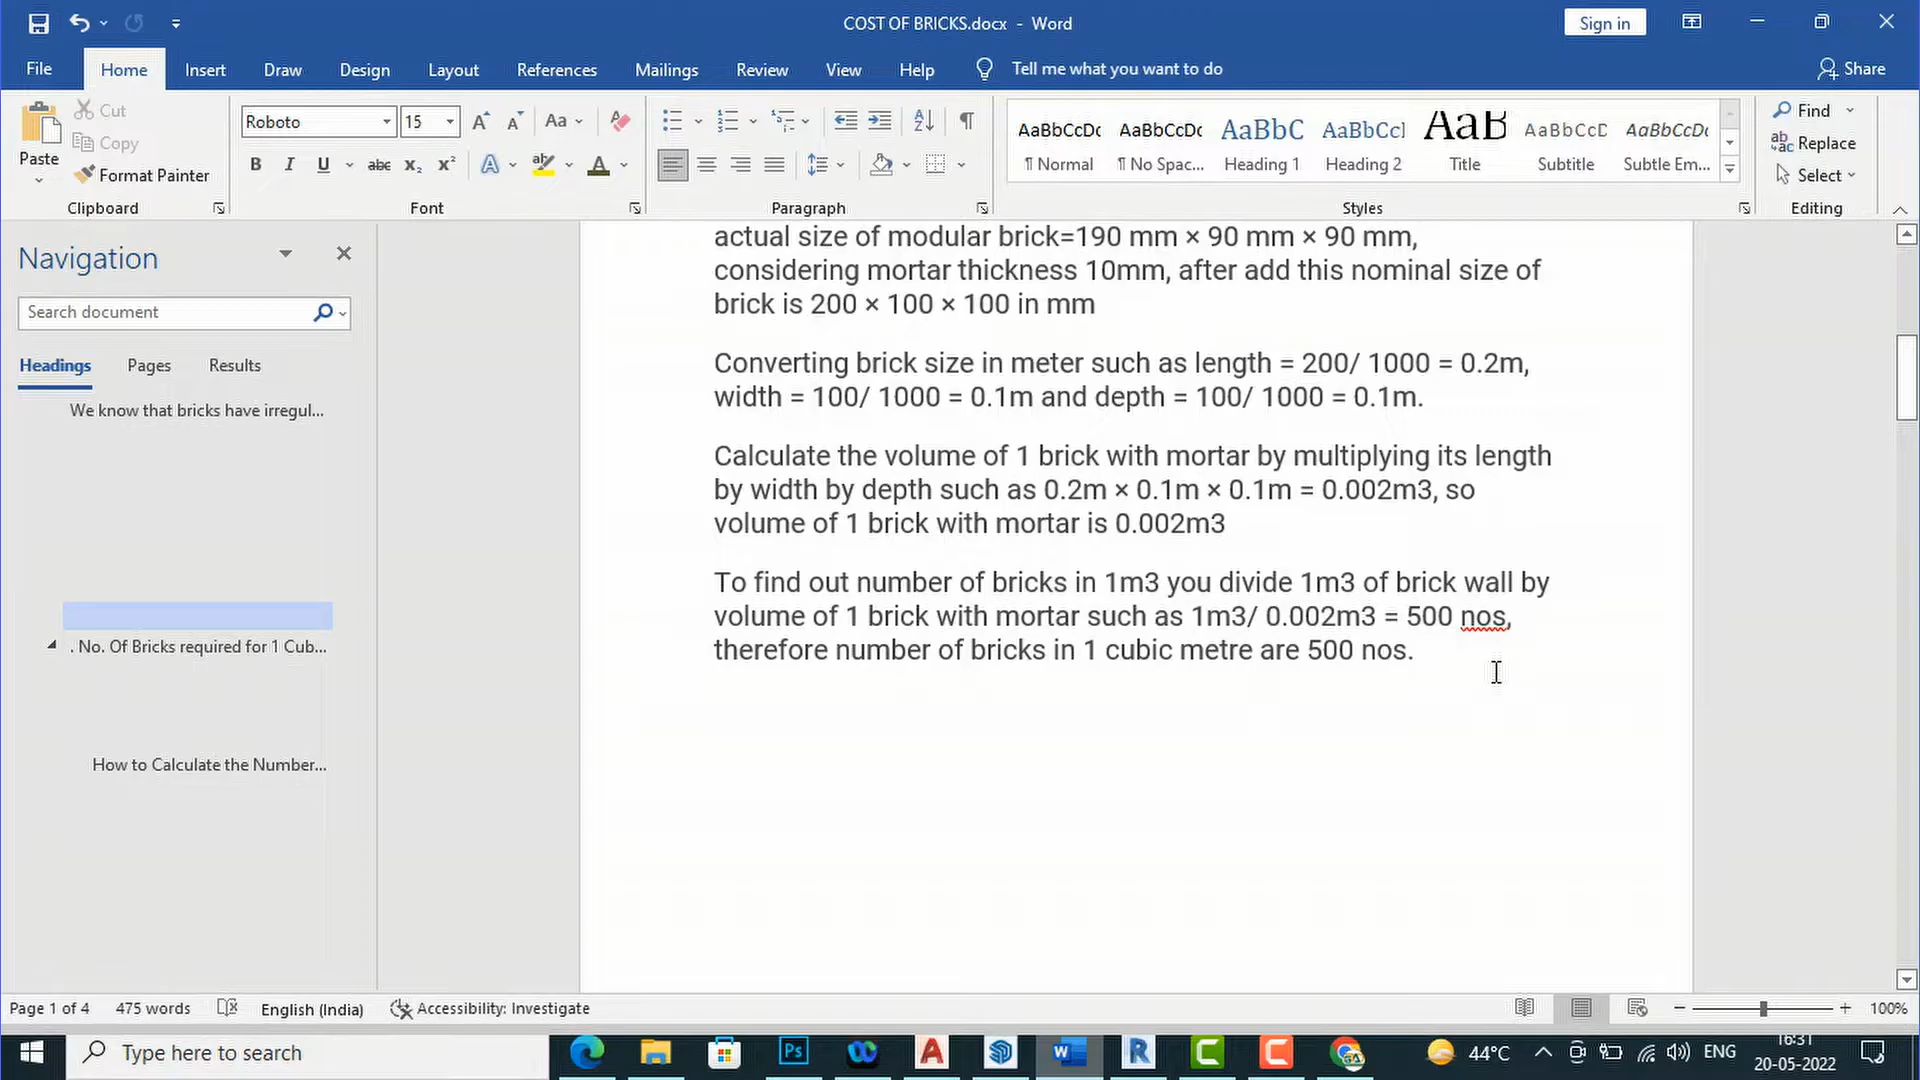 COST OF BRICKS.docx - Word
Sign in
File
Home
Insert
Draw
Design
Layout
References
Mailings
Review
View
Help
Tell me what you want to do
Share
Paste
Cut
Copy
Format Painter
Clipboard
Roboto
15
Aa
B I U abc x₂ x² A A
Font
Paragraph
AaBbCcDc
¶ Normal
AaBbCcDc
¶ No Spac...
AaBbC
Heading 1
AaBbCcl
Heading 2
AaB
Title
AaBbCcD
Subtitle
AaBbCcDc
Subtle Em...
Styles
Find
Replace
Select
Editing
Navigation
Search document
Headings
Pages
Results
We know that bricks have irregul...
. No. Of Bricks required for 1 Cub...
How to Calculate the Number...
actual size of modular brick=190 mm × 90 mm × 90 mm,
considering mortar thickness 10mm, after add this nominal size of
brick is 200 × 100 × 100 in mm
Converting brick size in meter such as length = 200/ 1000 = 0.2m,
width = 100/ 1000 = 0.1m and depth = 100/ 1000 = 0.1m.
Calculate the volume of 1 brick with mortar by multiplying its length
by width by depth such as 0.2m × 0.1m × 0.1m = 0.002m3, so
volume of 1 brick with mortar is 0.002m3
To find out number of bricks in 1m3 you divide 1m3 of brick wall by
volume of 1 brick with mortar such as 1m3/ 0.002m3 = 500 nos,
therefore number of bricks in 1 cubic metre are 500 nos.
Page 1 of 4
475 words
English (India)
Accessibility: Investigate
100%
Type here to search
Ps
44°C
ENG
16:31
20-05-2022